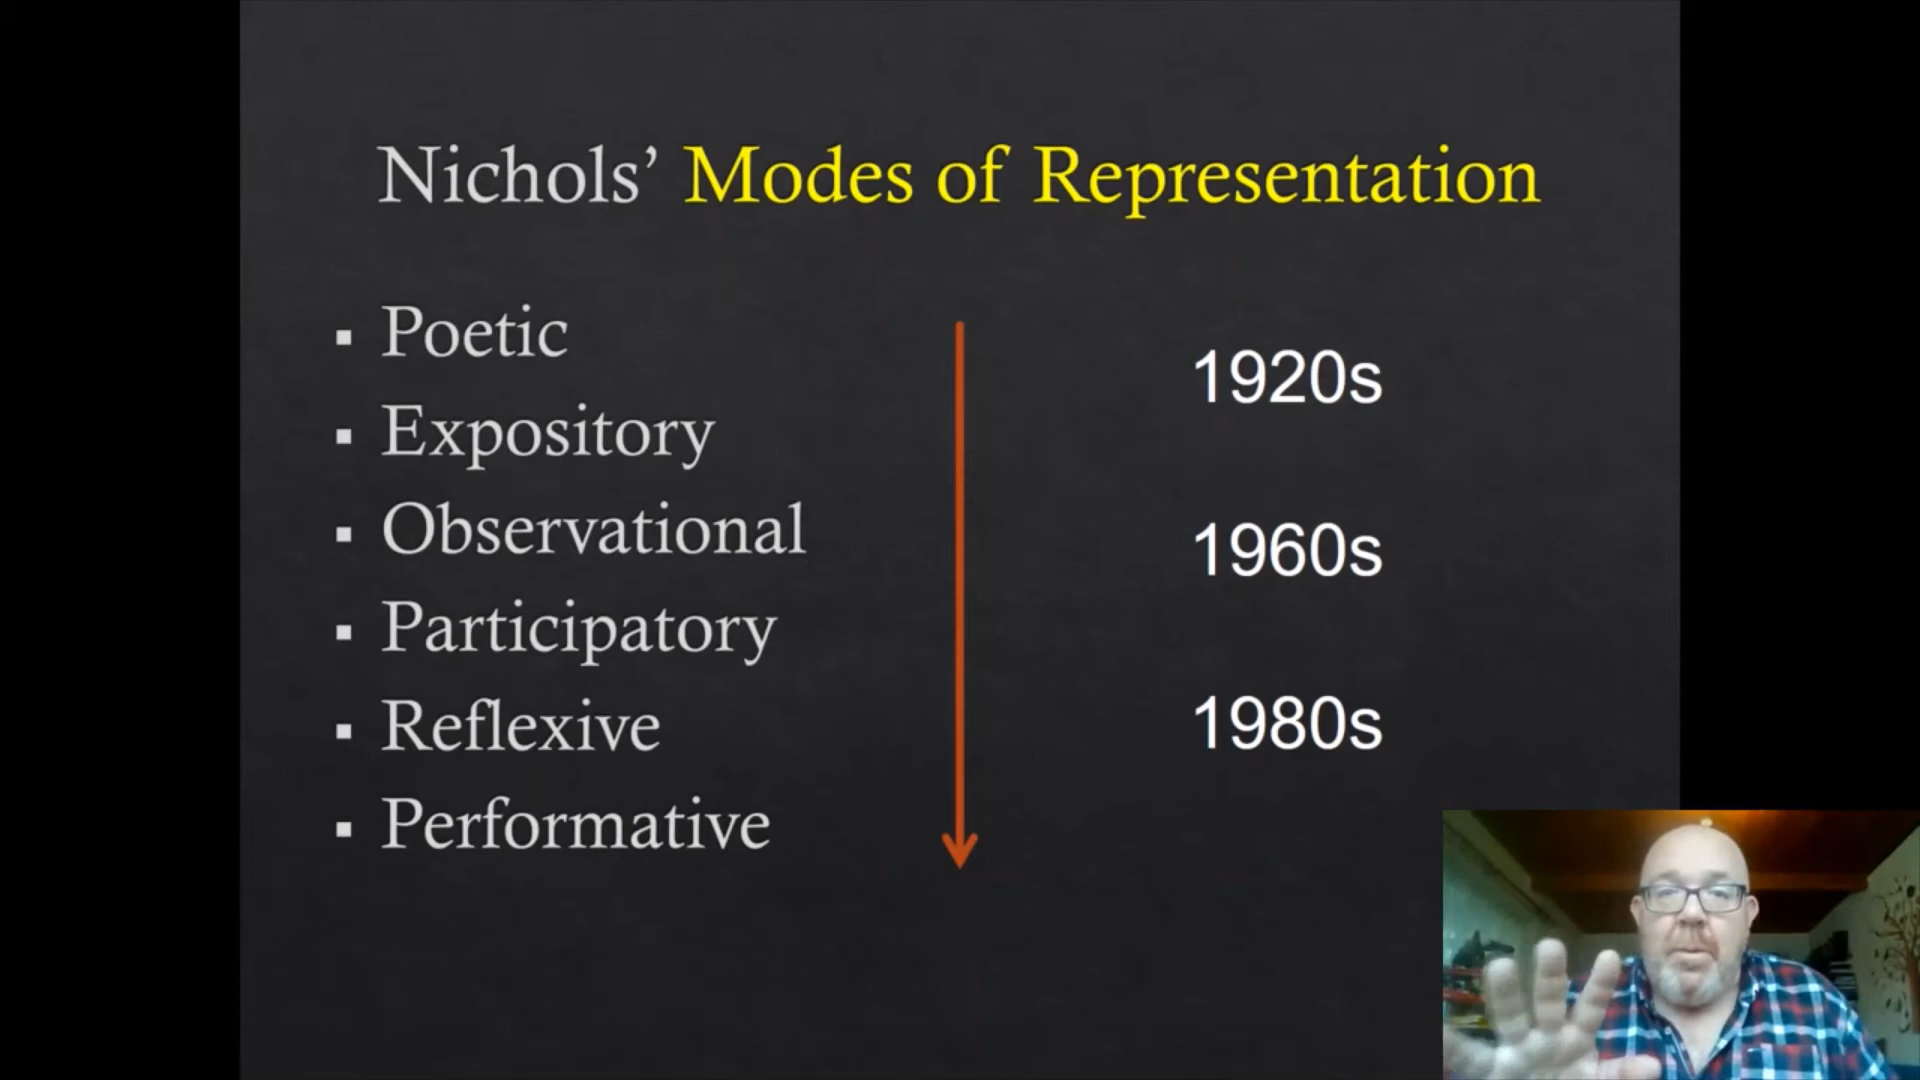 Nichols’ Modes of Representation
▪ Poetic
▪ Expository
▪ Observational
▪ Participatory
▪ Reflexive
▪ Performative
1920s
1960s
1980s